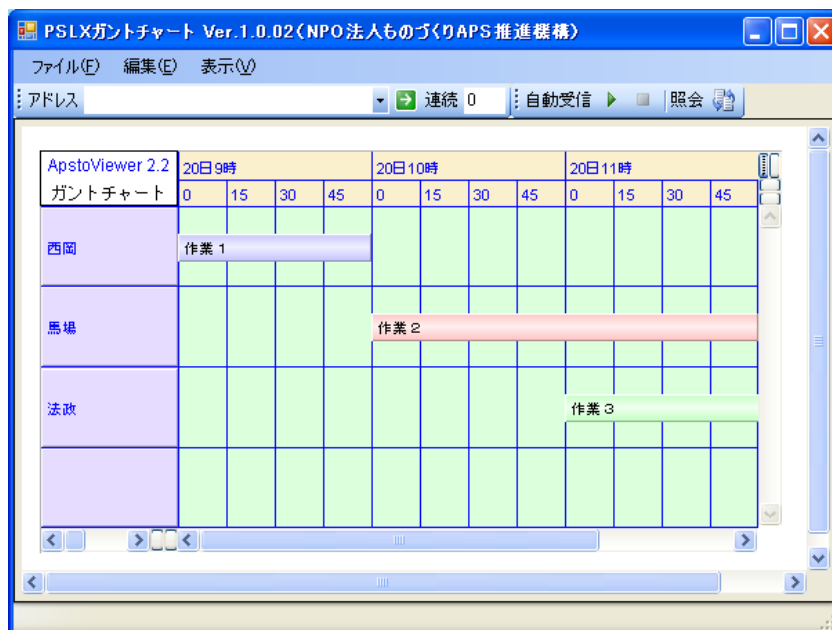 PSLXガントチャート Ver.1.0.02(NPO法人ものづくりAPS推進機構)
ファイル(F) 編集(E) 表示(V)
アドレス 連続 0 自動受信 照会
ApstoViewer 2.2 20日9時 20日10時 20日11時
ガントチャート 0 15 30 45 0 15 30 45 0 15 30 45
西岡 作業1
馬場 作業2
法政 作業3